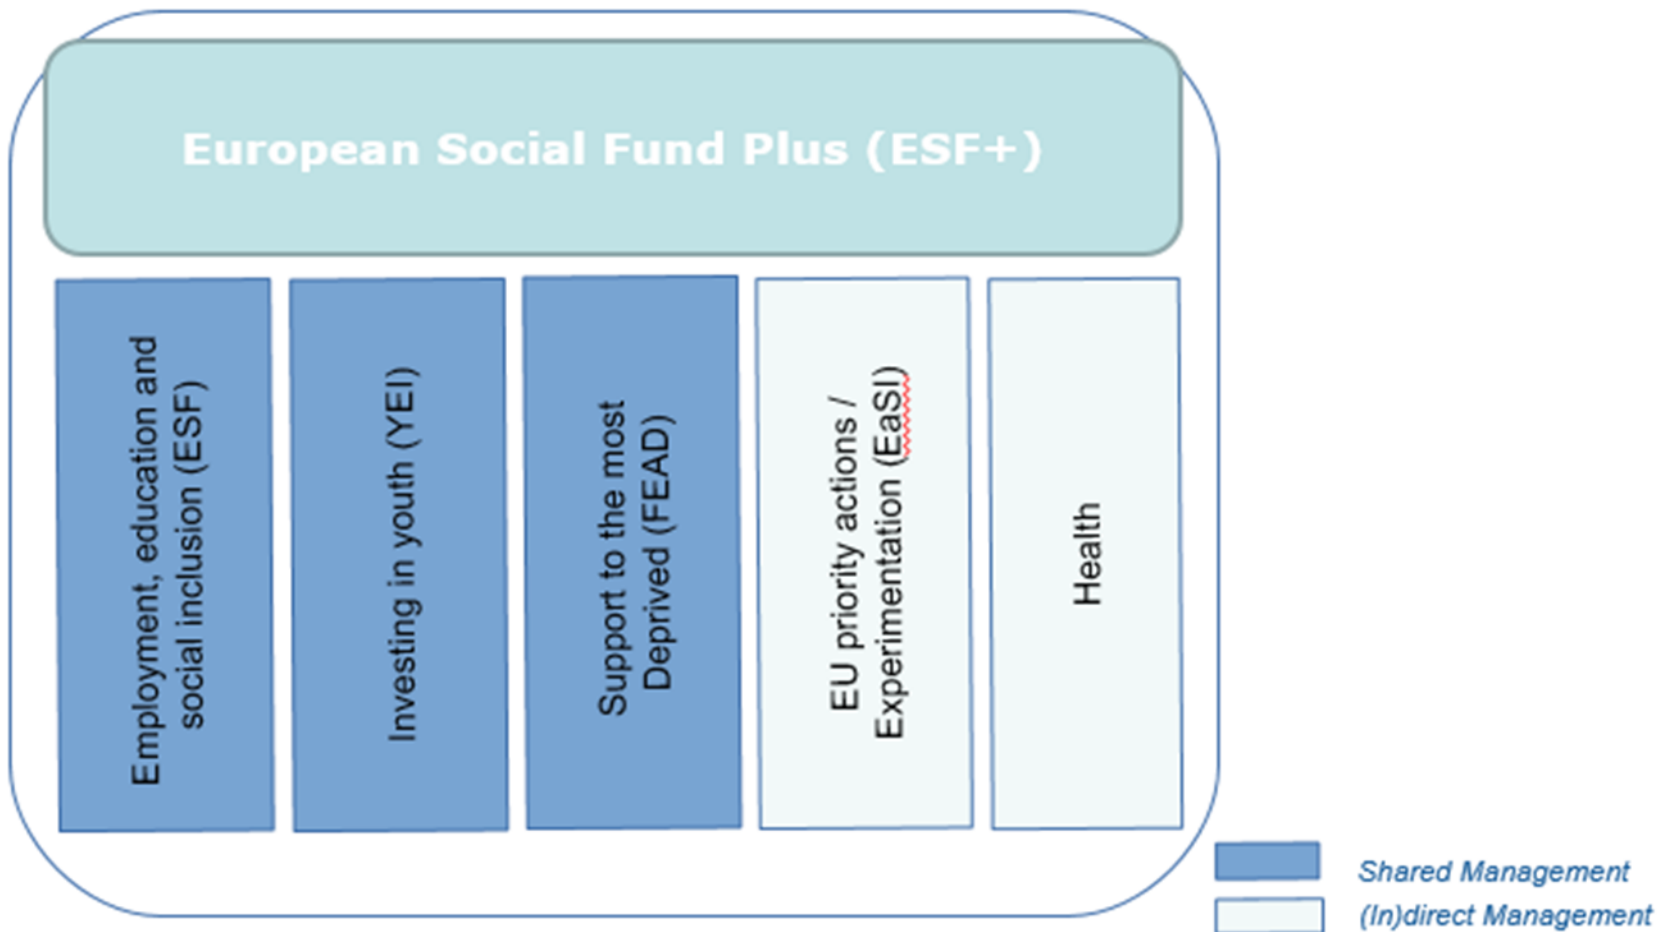 European Social Fund Plus (ESF+)
Employment, education and
social inclusion (ESF)
Investing in youth (YEI)
Support to the most
Deprived (FEAD)
EU priority actions /
Experimentation (EaSI)
Health
Shared Management
(In)direct Management